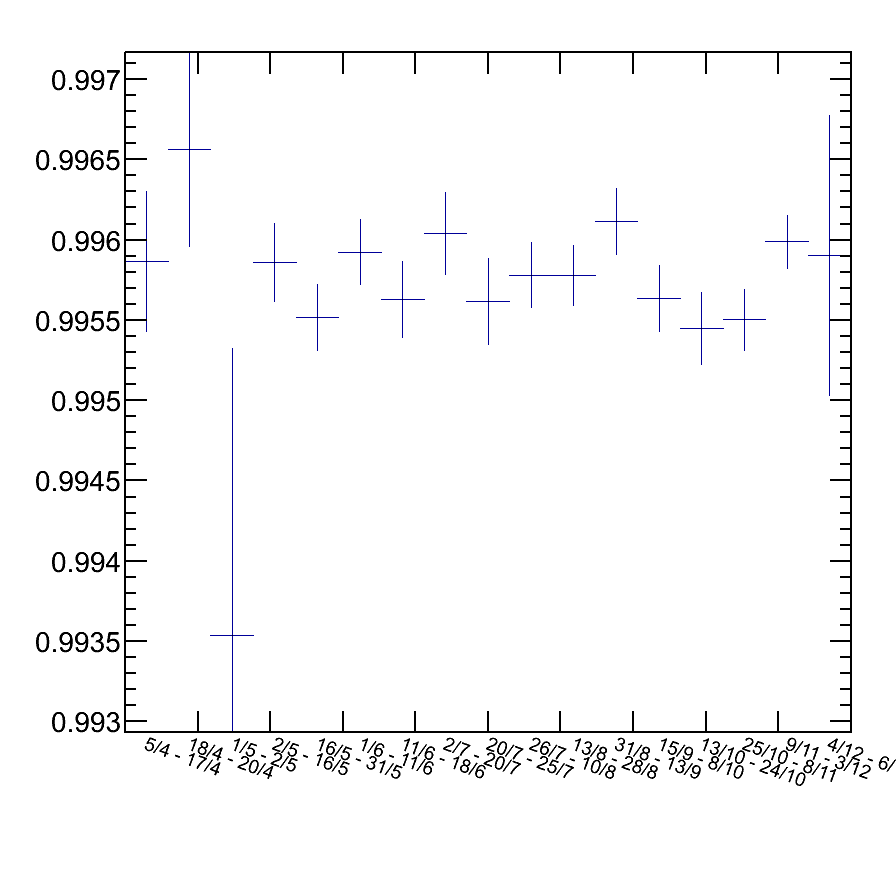 0.997
0.9965
0.996
0.9955
0.995
0.9945
0.994
0.9935
0.993
5/4 - 17/4
18/4 - 20/4
1/5 - 2/5
2/5 - 16/5
16/5 - 31/5
1/6 - 11/6
11/6 - 18/6
2/7 - 20/7
20/7 - 25/7
26/7 - 10/8
13/8 - 28/8
31/8 - 13/9
15/9 - 8/10
13/10 - 24/10
25/10 - 8/11
9/11 - 3/12
4/12 - 6/